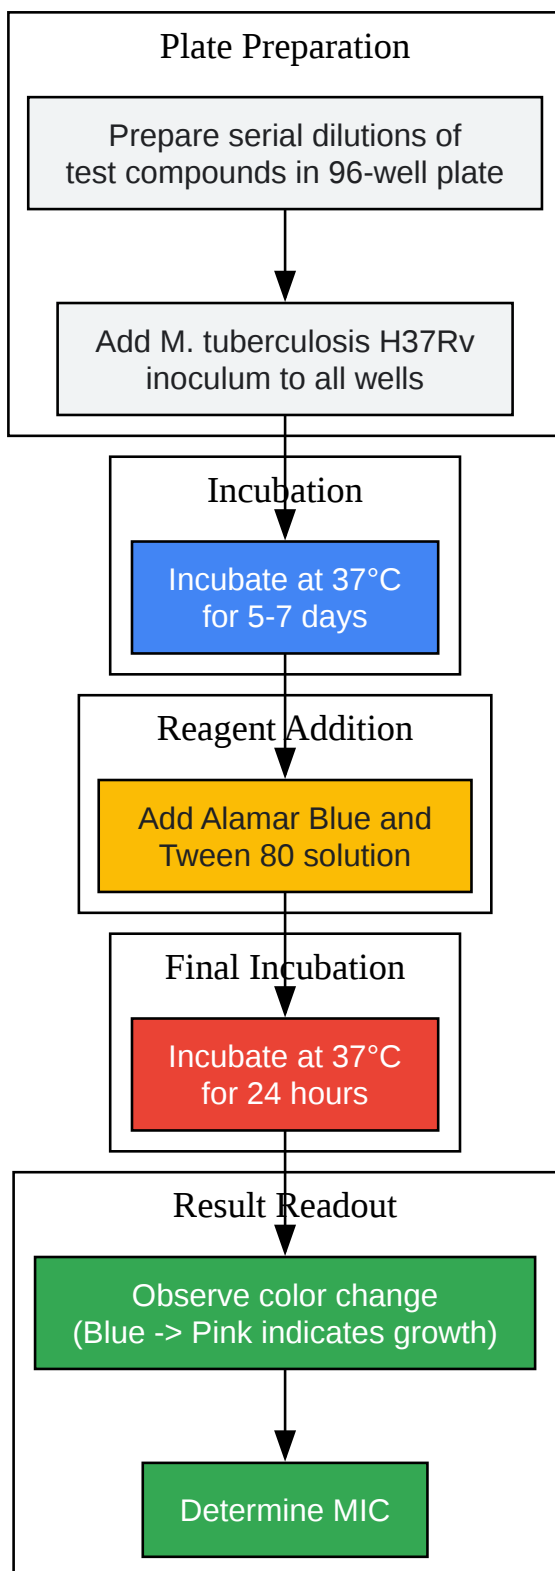 Plate Preparation
Prepare serial dilutions of
test compounds in 96-well plate
Add M. tuberculosis H37Rv
inoculum to all wells
Incubation
Incubate at 37°C
for 5-7 days
Reagent Addition
Add Alamar Blue and
Tween 80 solution
Final Incubation
Incubate at 37°C
for 24 hours
Result Readout
Observe color change
(Blue -> Pink indicates growth)
Determine MIC